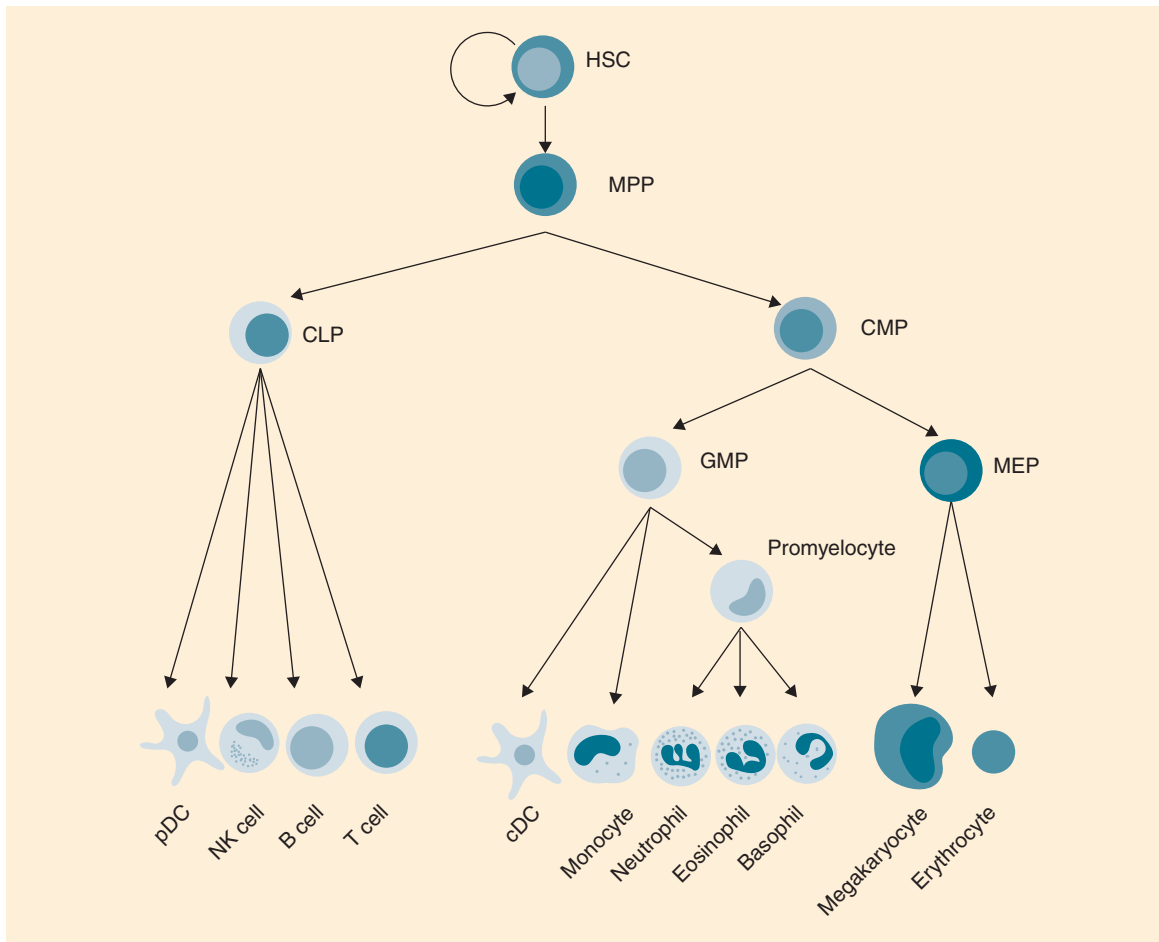 HSC
MPP
CLP
CMP
GMP
MEP
Promyelocyte
pDC
NK cell
B cell
T cell
cDC
Monocyte
Neutrophil
Eosinophil
Basophil
Megakaryocyte
Erythrocyte